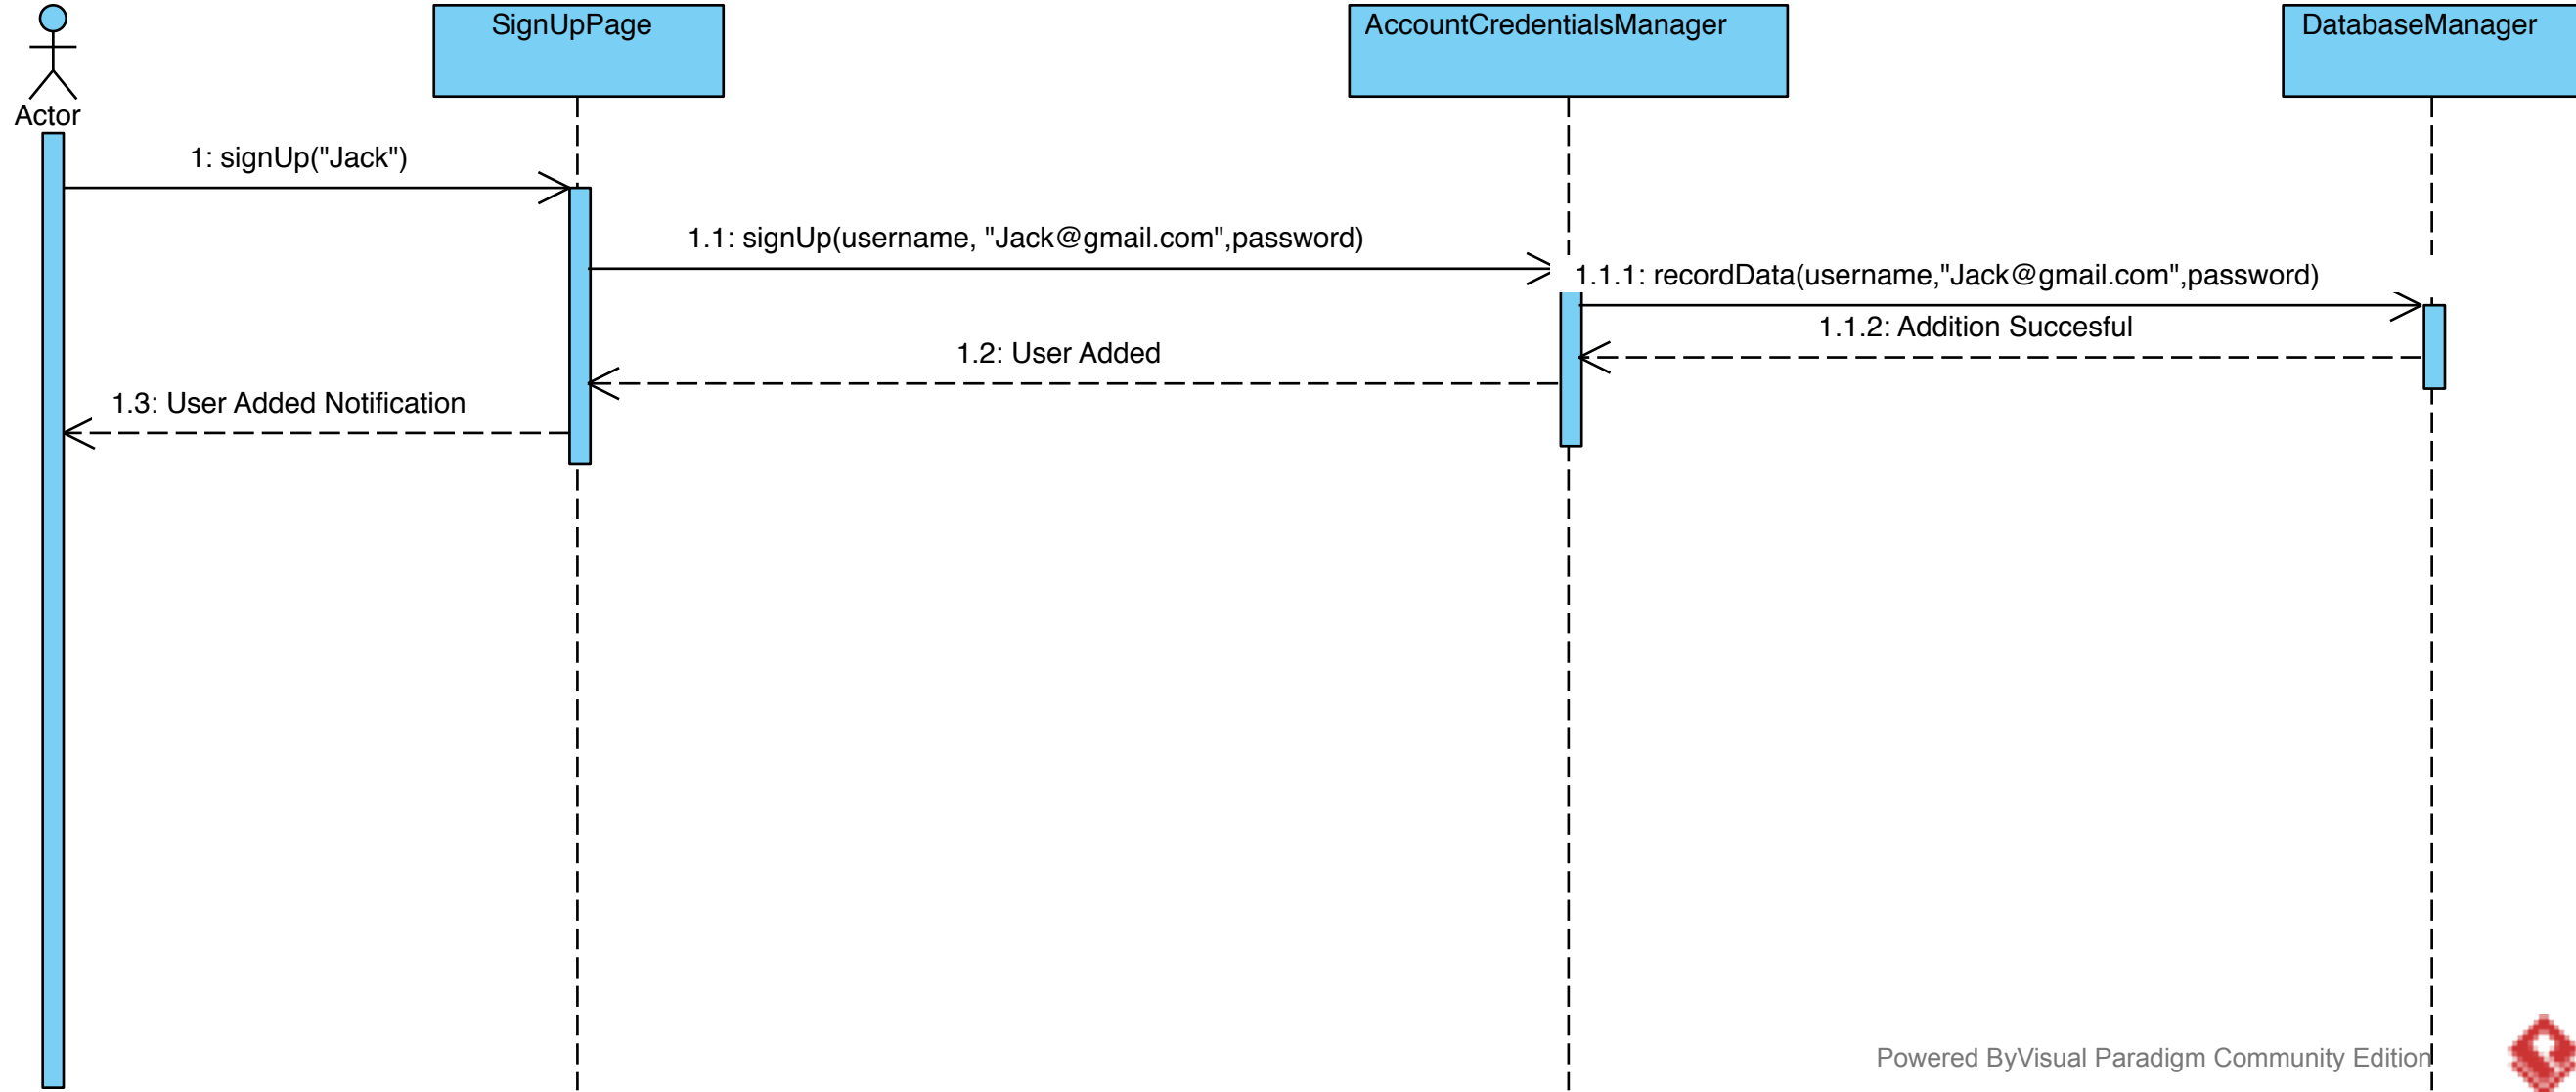 SignUpPage
AccountCredentialsManager
DatabaseManager
Actor
1: signUp("Jack")
1.1: signUp(username, "Jack@gmail.com",password)
1.1.1: recordData(username,"Jack@gmail.com",password)
1.1.2: Addition Succesful
1.2: User Added
1.3: User Added Notification
Powered ByVisual Paradigm Community Edition